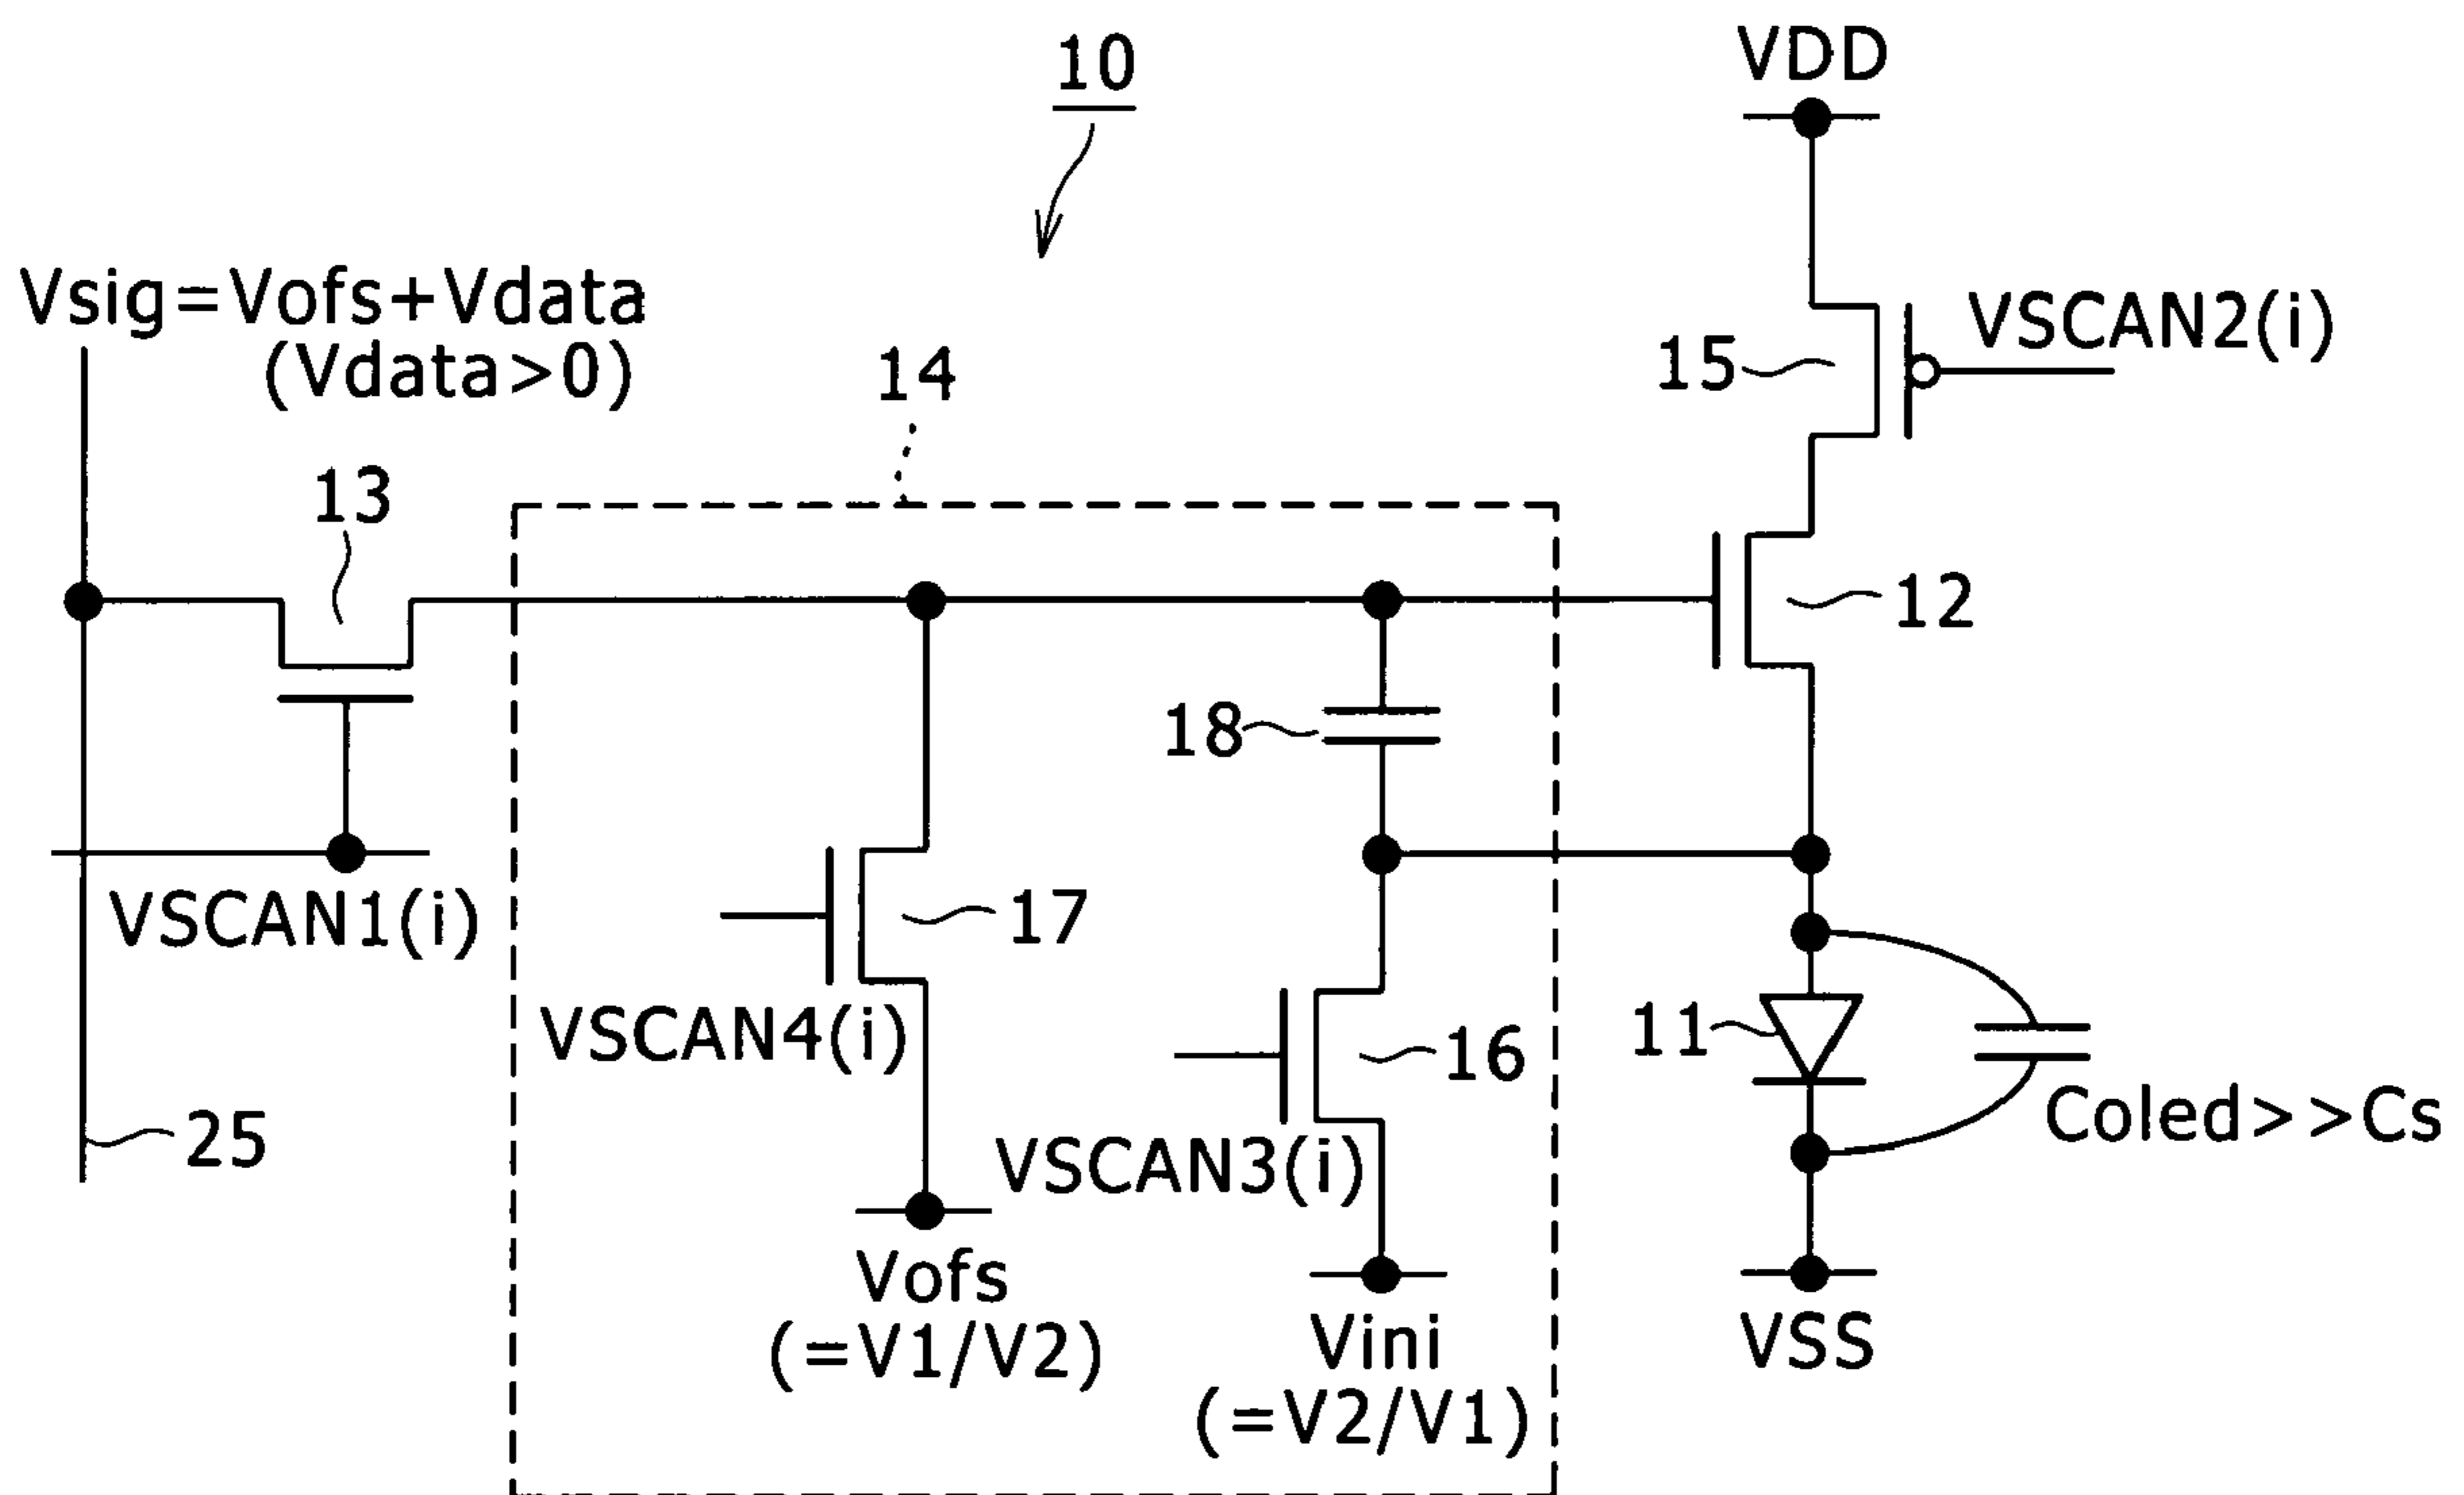 10
VDD
Vsig=Vofs+Vdata
(Vdata>0)
14
15
VSCAN2(i)
13
12
18
VSCAN1(i)
17
VSCAN4(i)
16
11
25
VSCAN3(i)
Coled>>Cs
Vofs
(=V1/V2)
Vini
(=V2/V1)
VSS